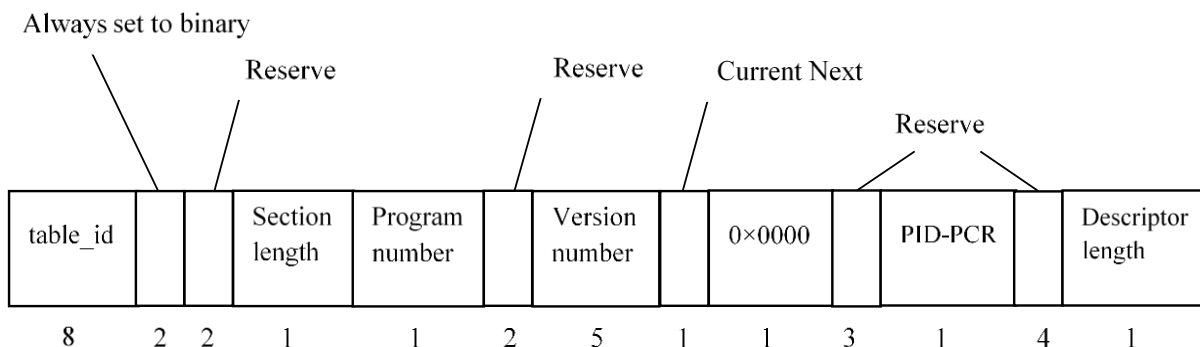 Always set to binary
Reserve
Reserve
Current Next
Reserve
table_id
Section
length
Program
number
Version
number
0×0000
PID-PCR
Descriptor
length
8 2 2 1 1 2 5 1 1 3 1 4 1